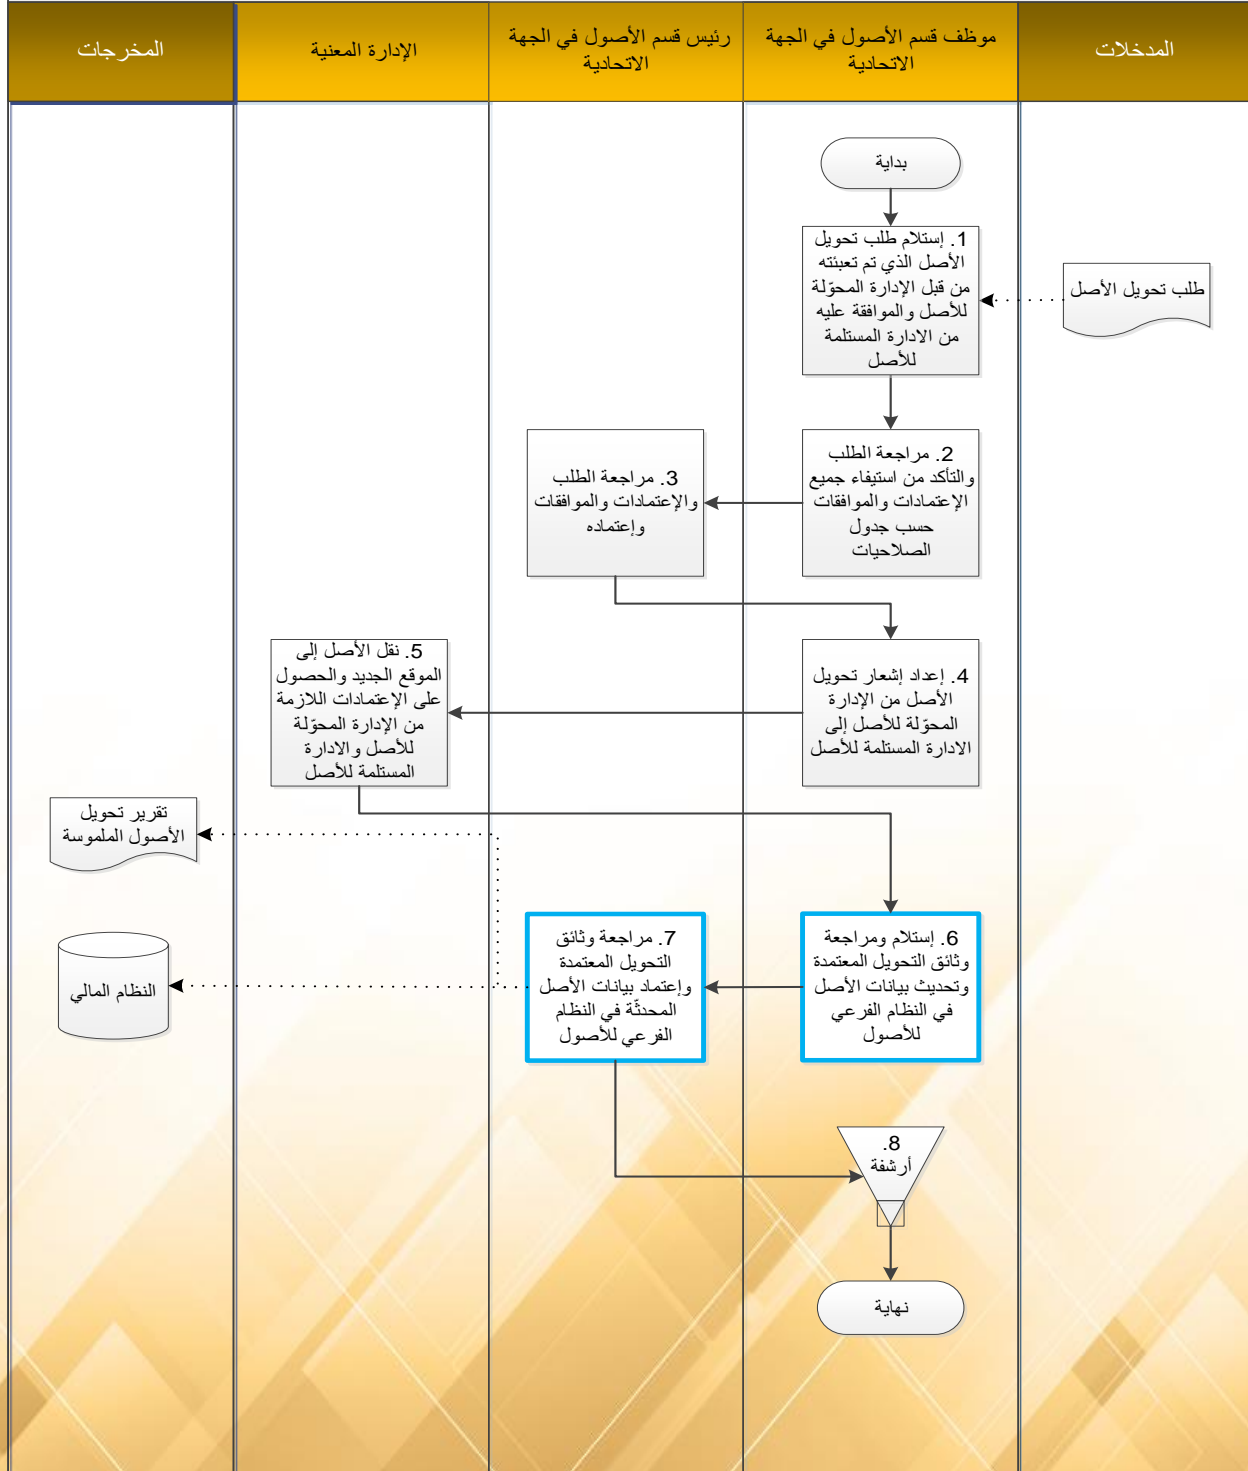 المدخلات
موظف قسم الأصول في الجهة
الاتحادية
رئيس قسم الأصول في الجهة
الاتحادية
الإدارة المعنية
المخرجات
بداية
1. إستلام طلب تحويل
الأصل الذي تم تعبئته
من قبل الإدارة المحوّلة
للأصل والموافقة عليه
من الادارة المستلمة
للأصل
طلب تحويل الأصل
2. مراجعة الطلب
والتأكد من استيفاء جميع
الإعتمادات والموافقات
حسب جدول
الصلاحيات
3. مراجعة الطلب
والإعتمادات والموافقات
وإعتماده
4. إعداد إشعار تحويل
الأصل من الإدارة
المحوّلة للأصل إلى
الادارة المستلمة للأصل
5. نقل الأصل إلى
الموقع الجديد والحصول
على الإعتمادات اللازمة
من الإدارة المحوّلة
للأصل والادارة
المستلمة للأصل
تقرير تحويل
الأصول الملموسة
6. إستلام ومراجعة
وثائق التحويل المعتمدة
وتحديث بيانات الأصل
في النظام الفرعي
للأصول
7. مراجعة وثائق
التحويل المعتمدة
وإعتماد بيانات الأصل
المحدثّة في النظام
الفرعي للأصول
النظام المالي
8.
أرشفة
نهاية